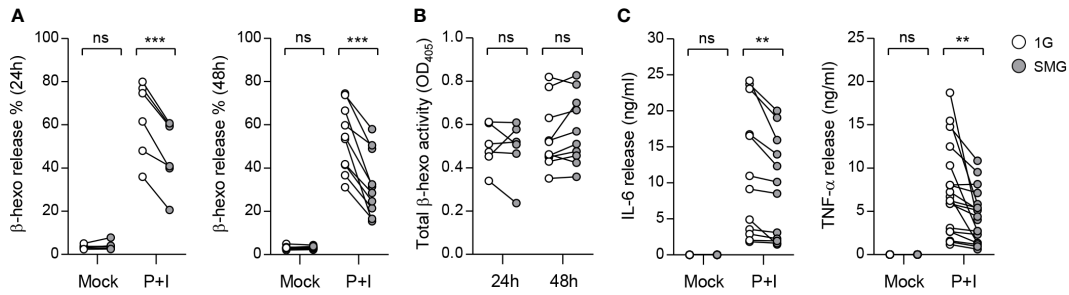 A
β-hexo release % (24h)
100
80
60
40
20
0
ns
***
Mock
P+I
β-hexo release % (48h)
100
80
60
40
20
0
ns
***
Mock
P+I
B
Total β-hexo activity (OD405)
1.0
0.8
0.6
0.4
0.2
0.0
ns
ns
24h
48h
C
IL-6 release (ng/ml)
30
25
20
15
10
5
0
ns
**
Mock
P+I
TNF-α release (ng/ml)
25
20
15
10
5
0
ns
**
Mock
P+I
1G
SMG